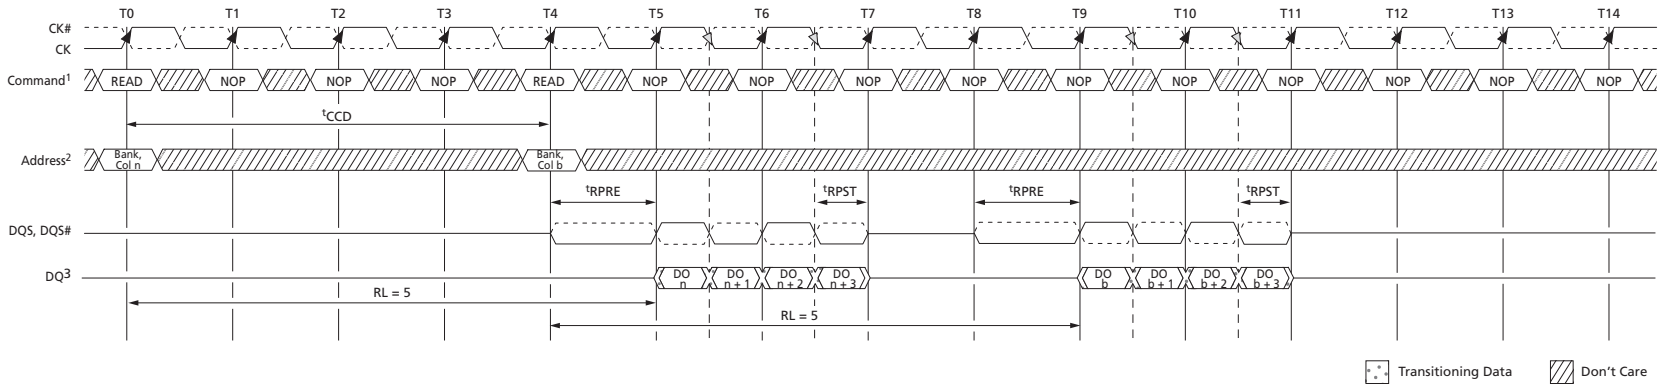 T0 T1 T2 T3 T4 T5 T6 T7 T8 T9 T10 T11 T12 T13 T14
CK#
CK
Command1 READ NOP NOP NOP READ NOP NOP NOP NOP NOP NOP NOP NOP NOP NOP
tCCD
Address2 Bank, Col n Bank, Col b
tRPRE tRPST tRPRE tRPST
DQS, DQS#
DQ3 DO n DO n + 1 DO n + 2 DO n + 3 DO b DO b + 1 DO b + 2 DO b + 3
RL = 5
RL = 5
Transitioning Data Don't Care